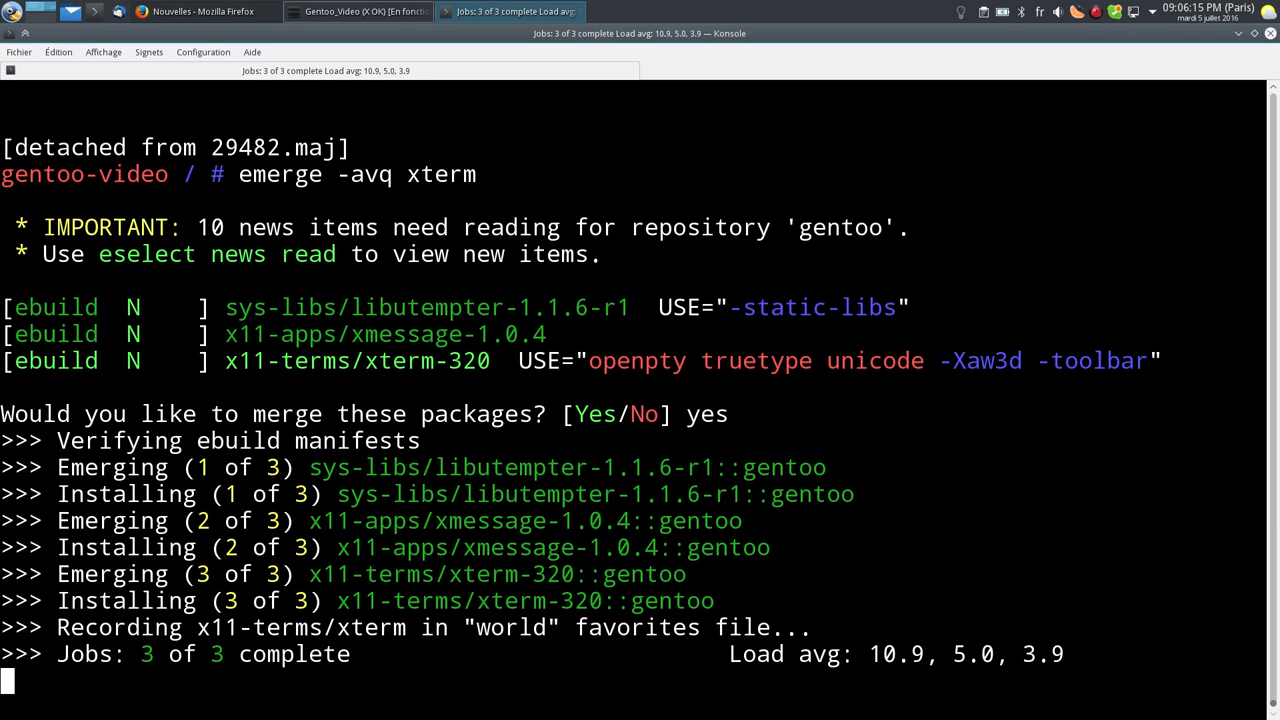 Nouvelles - Mozilla Firefox
Gentoo_Video (X OK) [En fonction
Jobs: 3 of 3 complete Load avg:
fr
09:06:15 PM (Paris)
mardi 5 juillet 2016
Jobs: 3 of 3 complete Load avg: 10.9, 5.0, 3.9 — Konsole
Fichier Édition Affichage Signets Configuration Aide
Jobs: 3 of 3 complete Load avg: 10.9, 5.0, 3.9
[detached from 29482.maj]
gentoo-video / # emerge -avq xterm
* IMPORTANT: 10 news items need reading for repository 'gentoo'.
* Use eselect news read to view new items.
[ebuild  N     ] sys-libs/libutempter-1.1.6-r1  USE="-static-libs"
[ebuild  N     ] x11-apps/xmessage-1.0.4
[ebuild  N     ] x11-terms/xterm-320  USE="openpty truetype unicode -Xaw3d -toolbar"
Would you like to merge these packages? [Yes/No] yes
>>> Verifying ebuild manifests
>>> Emerging (1 of 3) sys-libs/libutempter-1.1.6-r1::gentoo
>>> Installing (1 of 3) sys-libs/libutempter-1.1.6-r1::gentoo
>>> Emerging (2 of 3) x11-apps/xmessage-1.0.4::gentoo
>>> Installing (2 of 3) x11-apps/xmessage-1.0.4::gentoo
>>> Emerging (3 of 3) x11-terms/xterm-320::gentoo
>>> Installing (3 of 3) x11-terms/xterm-320::gentoo
>>> Recording x11-terms/xterm in "world" favorites file...
>>> Jobs: 3 of 3 complete                           Load avg: 10.9, 5.0, 3.9